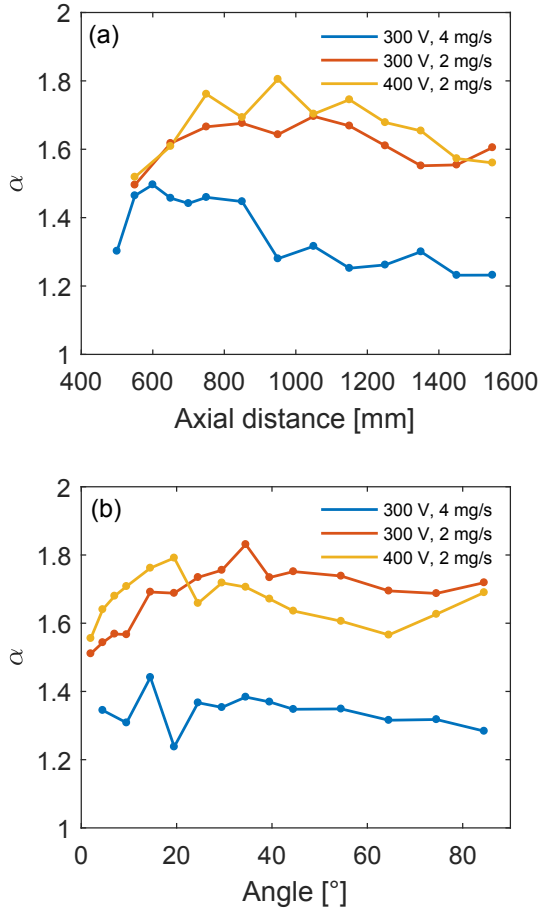 (a)
300 V, 4 mg/s
300 V, 2 mg/s
400 V, 2 mg/s
2
1.8
1.6
1.4
1.2
1
α
400 600 800 1000 1200 1400 1600
Axial distance [mm]
(b)
300 V, 4 mg/s
300 V, 2 mg/s
400 V, 2 mg/s
2
1.8
1.6
1.4
1.2
1
α
0 20 40 60 80
Angle [°]